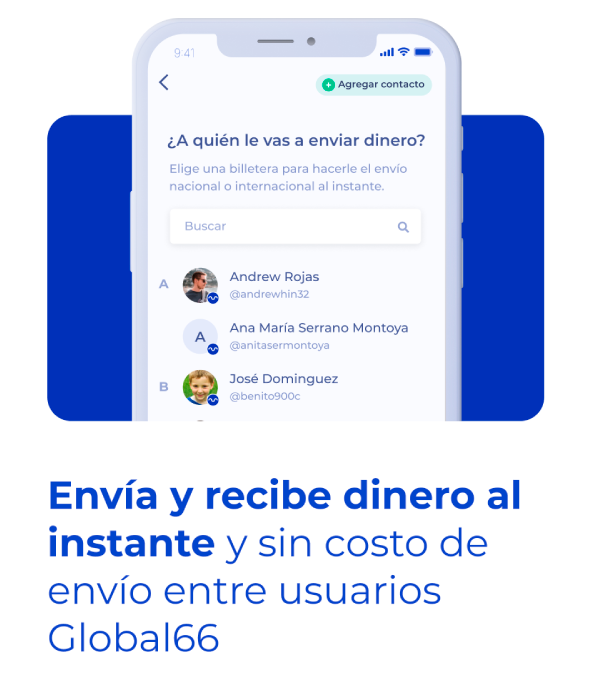 9:41
Agregar contacto
¿A quién le vas a enviar dinero?
Elige una billetera para hacerle el envío
nacional o internacional al instante.
Buscar
A
Andrew Rojas
@andrewhin32
A
Ana María Serrano Montoya
@anitasermontoya
B
José Dominguez
@benito900c
Envía y recibe dinero al
instante y sin costo de
envío entre usuarios
Global66